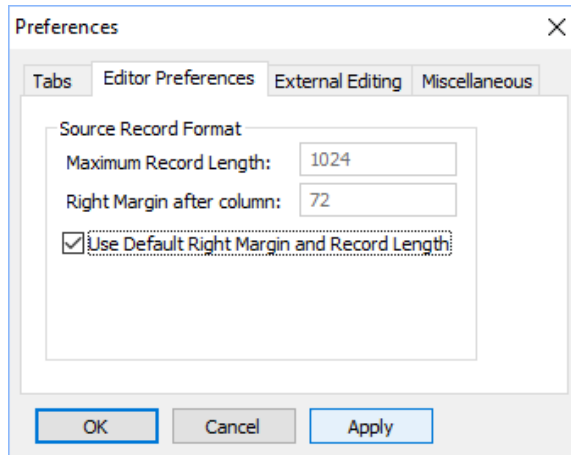 Preferences
Tabs Editor Preferences External Editing Miscellaneous
Source Record Format
Maximum Record Length: 1024
Right Margin after column: 72
Use Default Right Margin and Record Length
OK Cancel Apply